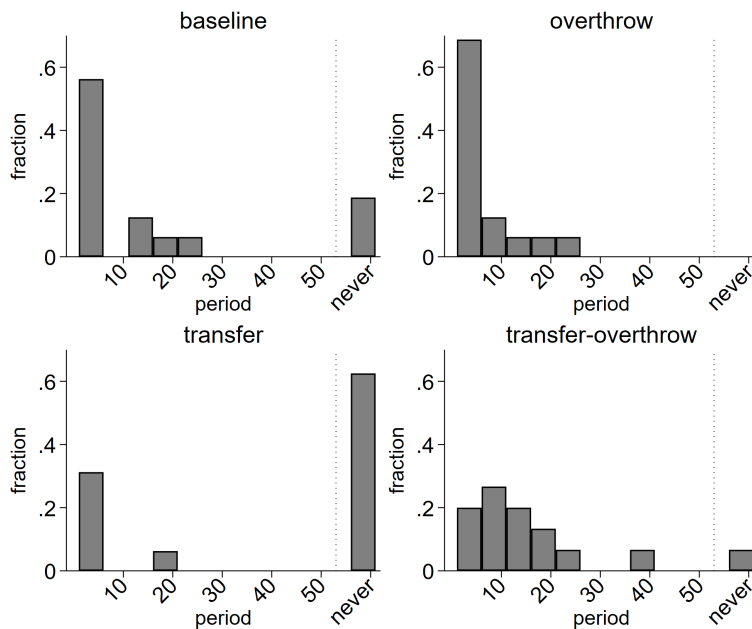 baseline
overthrow
fraction
.6
.4
.2
0
10
20
30
40
50
never
period
fraction
.6
.4
.2
0
10
20
30
40
50
never
period
transfer
transfer-overthrow
fraction
.6
.4
.2
0
10
20
30
40
50
never
period
fraction
.6
.4
.2
0
10
20
30
40
50
never
period